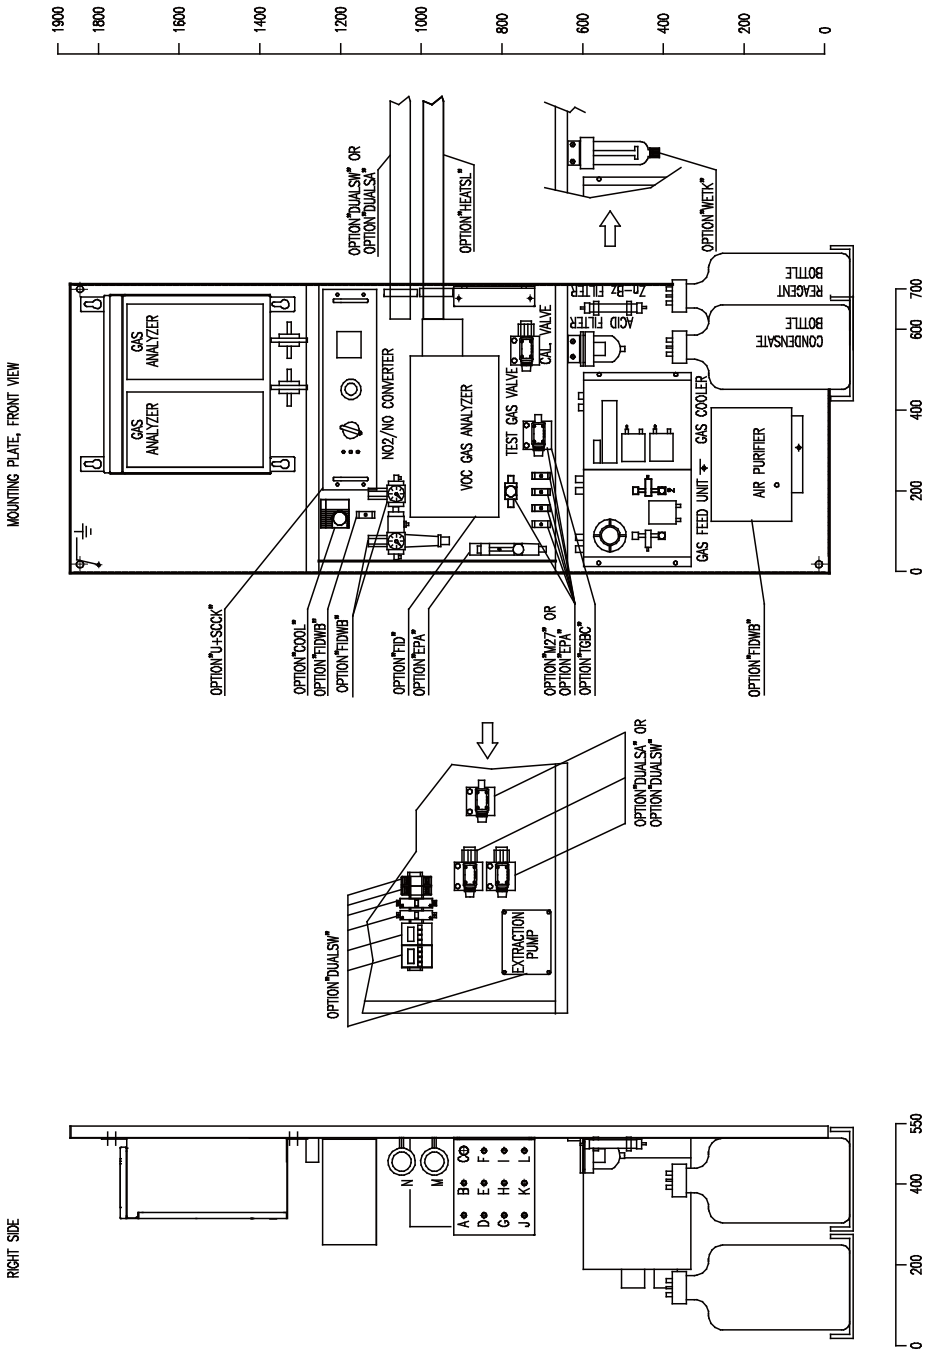 1900
1800
1600
1400
1200
1000
800
600
400
200
0
MOUNTING PLATE, FRONT VIEW
GAS
ANALYZER
GAS
ANALYZER
NO2/NO CONVERTER
VOC GAS ANALYZER
TEST GAS VALVE
CAL. VALVE
ACID FILTER
Zn-Bz FILTER
GAS FEED UNIT
GAS COOLER
AIR PURIFIER
CONDENSATE
BOTTLE
REAGENT
BOTTLE
OPTION"DUALSW" OR
OPTION"DUALSA"
OPTION"HEATSL"
OPTION"WETK"
OPTION"U+SCCK"
OPTION"COOL"
OPTION"FIDWB"
OPTION"FIDWB"
OPTION"FID"
OPTION"EPA"
OPTION"M27" OR
OPTION"EPA"
OPTION"TGBC"
OPTION"FIDWB"
0
200
400
600
700
OPTION"DUALSW"
EXTRACTION
PUMP
OPTION"DUALSA" OR
OPTION"DUALSW"
RIGHT SIDE
N
M
A B C
D E F
G H I
J K L
0
200
400
550